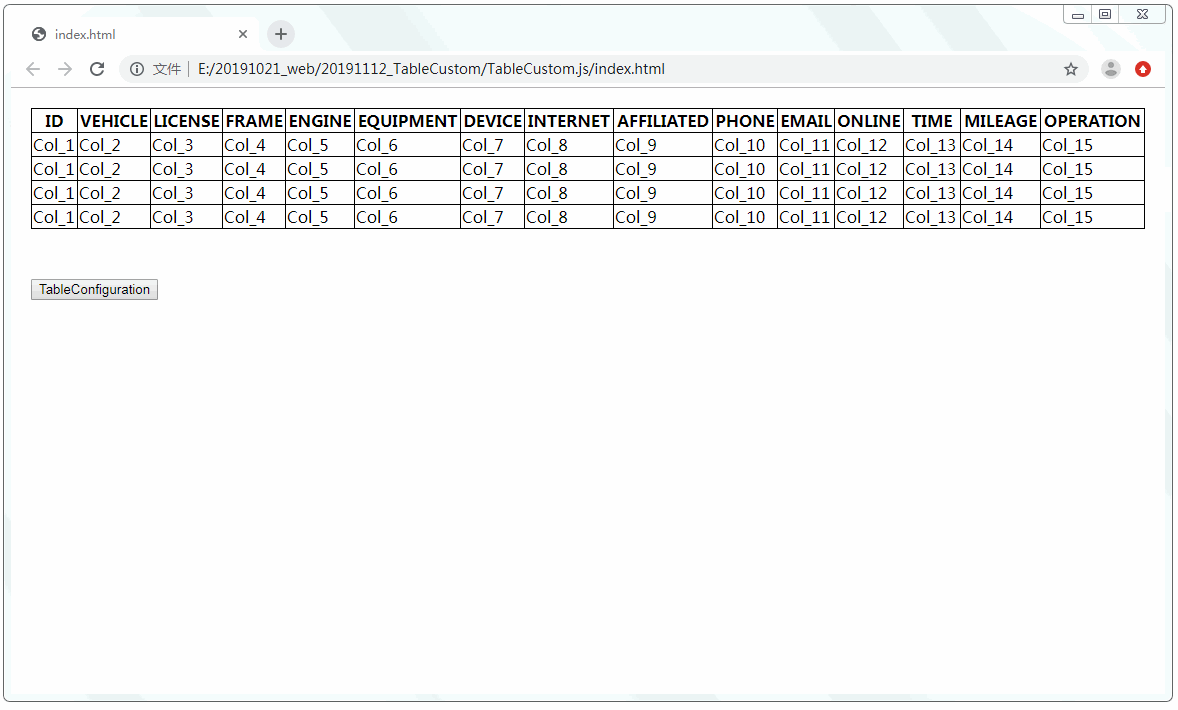 index.html
文件 E:/20191021_web/20191112_TableCustom/TableCustom.js/index.html
ID VEHICLE LICENSE FRAME ENGINE EQUIPMENT DEVICE INTERNET AFFILIATED PHONE EMAIL ONLINE TIME MILEAGE OPERATION
Col_1 Col_2 Col_3 Col_4 Col_5 Col_6 Col_7 Col_8 Col_9 Col_10 Col_11 Col_12 Col_13 Col_14 Col_15
Col_1 Col_2 Col_3 Col_4 Col_5 Col_6 Col_7 Col_8 Col_9 Col_10 Col_11 Col_12 Col_13 Col_14 Col_15
Col_1 Col_2 Col_3 Col_4 Col_5 Col_6 Col_7 Col_8 Col_9 Col_10 Col_11 Col_12 Col_13 Col_14 Col_15
Col_1 Col_2 Col_3 Col_4 Col_5 Col_6 Col_7 Col_8 Col_9 Col_10 Col_11 Col_12 Col_13 Col_14 Col_15
TableConfiguration